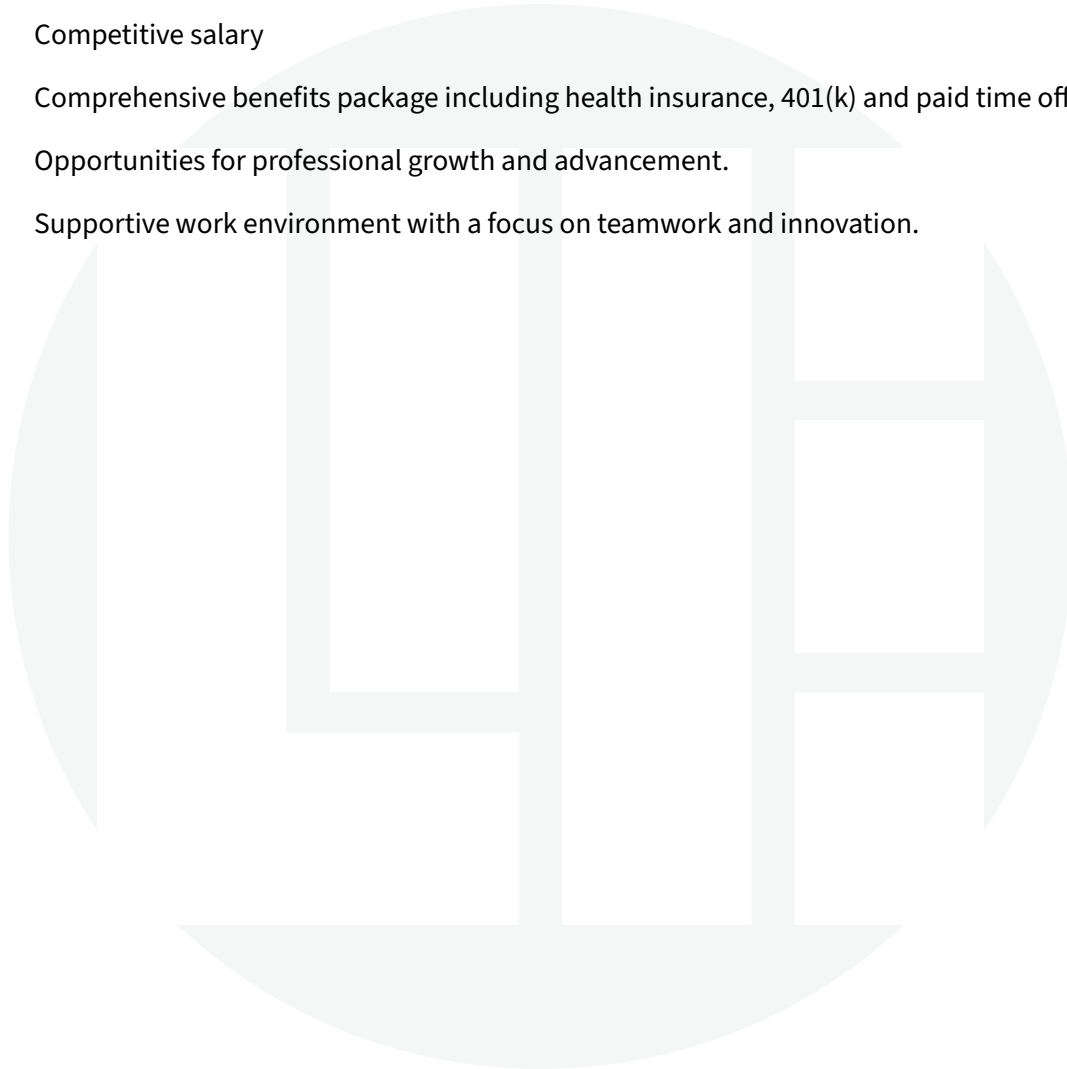 Competitive salary
Comprehensive benefits package including health insurance, 401(k) and paid time off
Opportunities for professional growth and advancement.
Supportive work environment with a focus on teamwork and innovation.